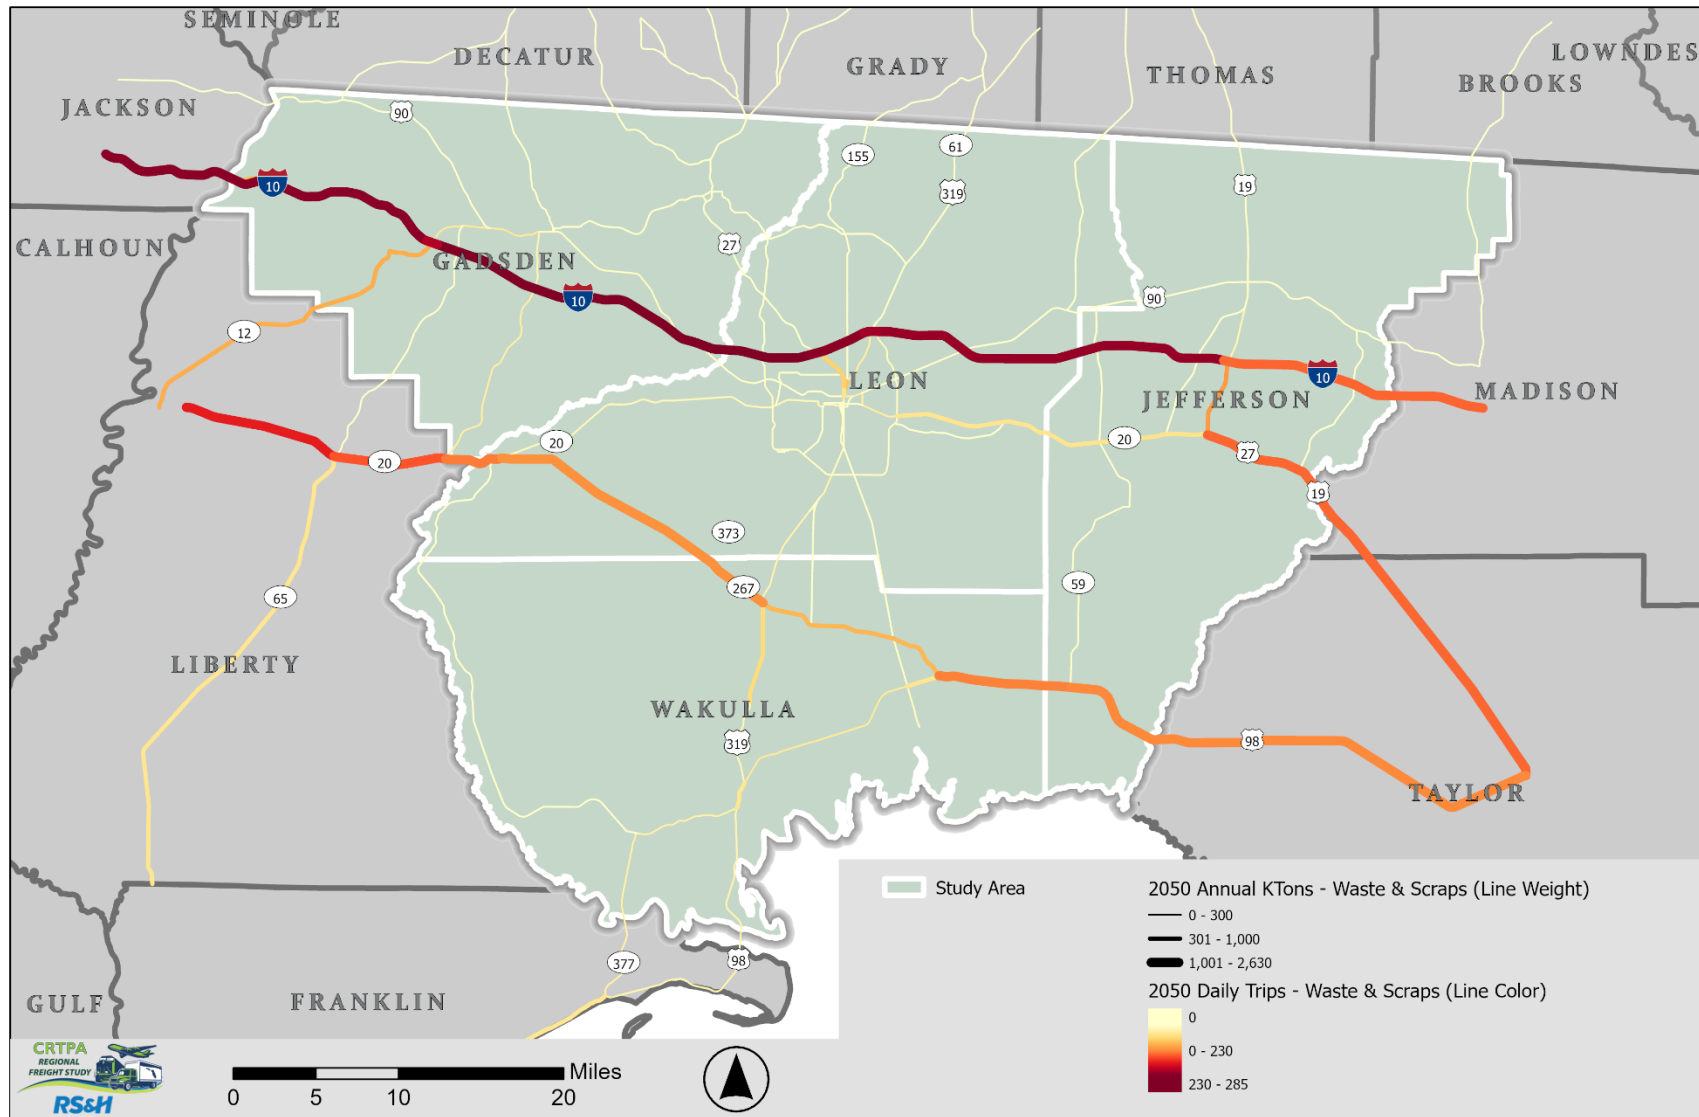 SEMINOLE
DECATUR
GRADY
THOMAS
LOWNDES
BROOKS
JACKSON
90
155
61
319
19
10
CALHOUN
27
GADSDEN
10
90
12
LEON
10
JEFFERSON
MADISON
20
20
20
27
19
373
267
59
65
LIBERTY
WAKULLA
319
98
TAYLOR
377
98
GULF
FRANKLIN
Study Area
2050 Annual KTons - Waste & Scraps (Line Weight)
0 - 300
301 - 1,000
1,001 - 2,630
2050 Daily Trips - Waste & Scraps (Line Color)
0
0 - 230
230 - 285
CRTPA
REGIONAL
FREIGHT STUDY
RS&H
Miles
0 5 10 20